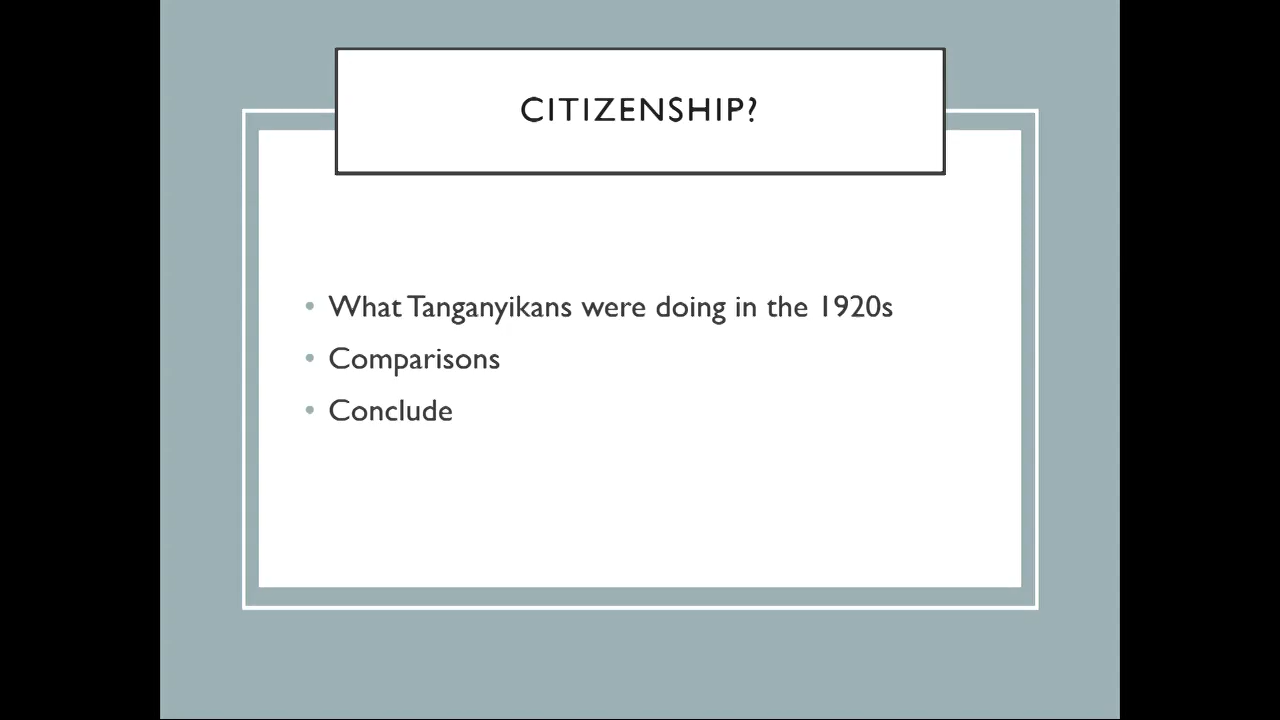 CITIZENSHIP?
• What Tanganyikans were doing in the 1920s
• Comparisons
• Conclude